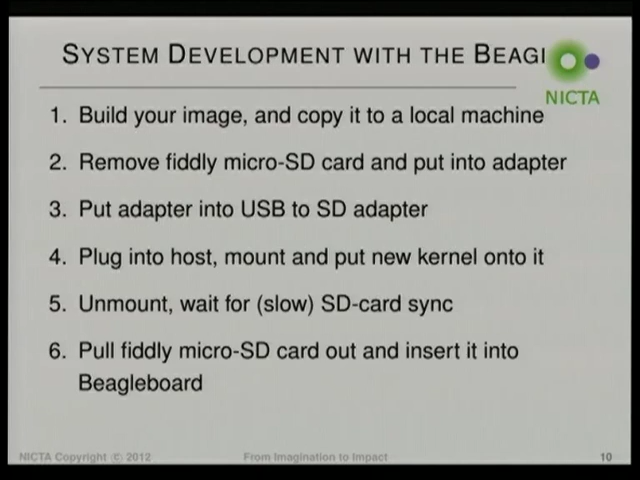 SYSTEM DEVELOPMENT WITH THE BEAGL
NICTA
1. Build your image, and copy it to a local machine
2. Remove fiddly micro-SD card and put into adapter
3. Put adapter into USB to SD adapter
4. Plug into host, mount and put new kernel onto it
5. Unmount, wait for (slow) SD-card sync
6. Pull fiddly micro-SD card out and insert it into
Beagleboard
NICTA Copyright © 2012
From Imagination to Impact
10